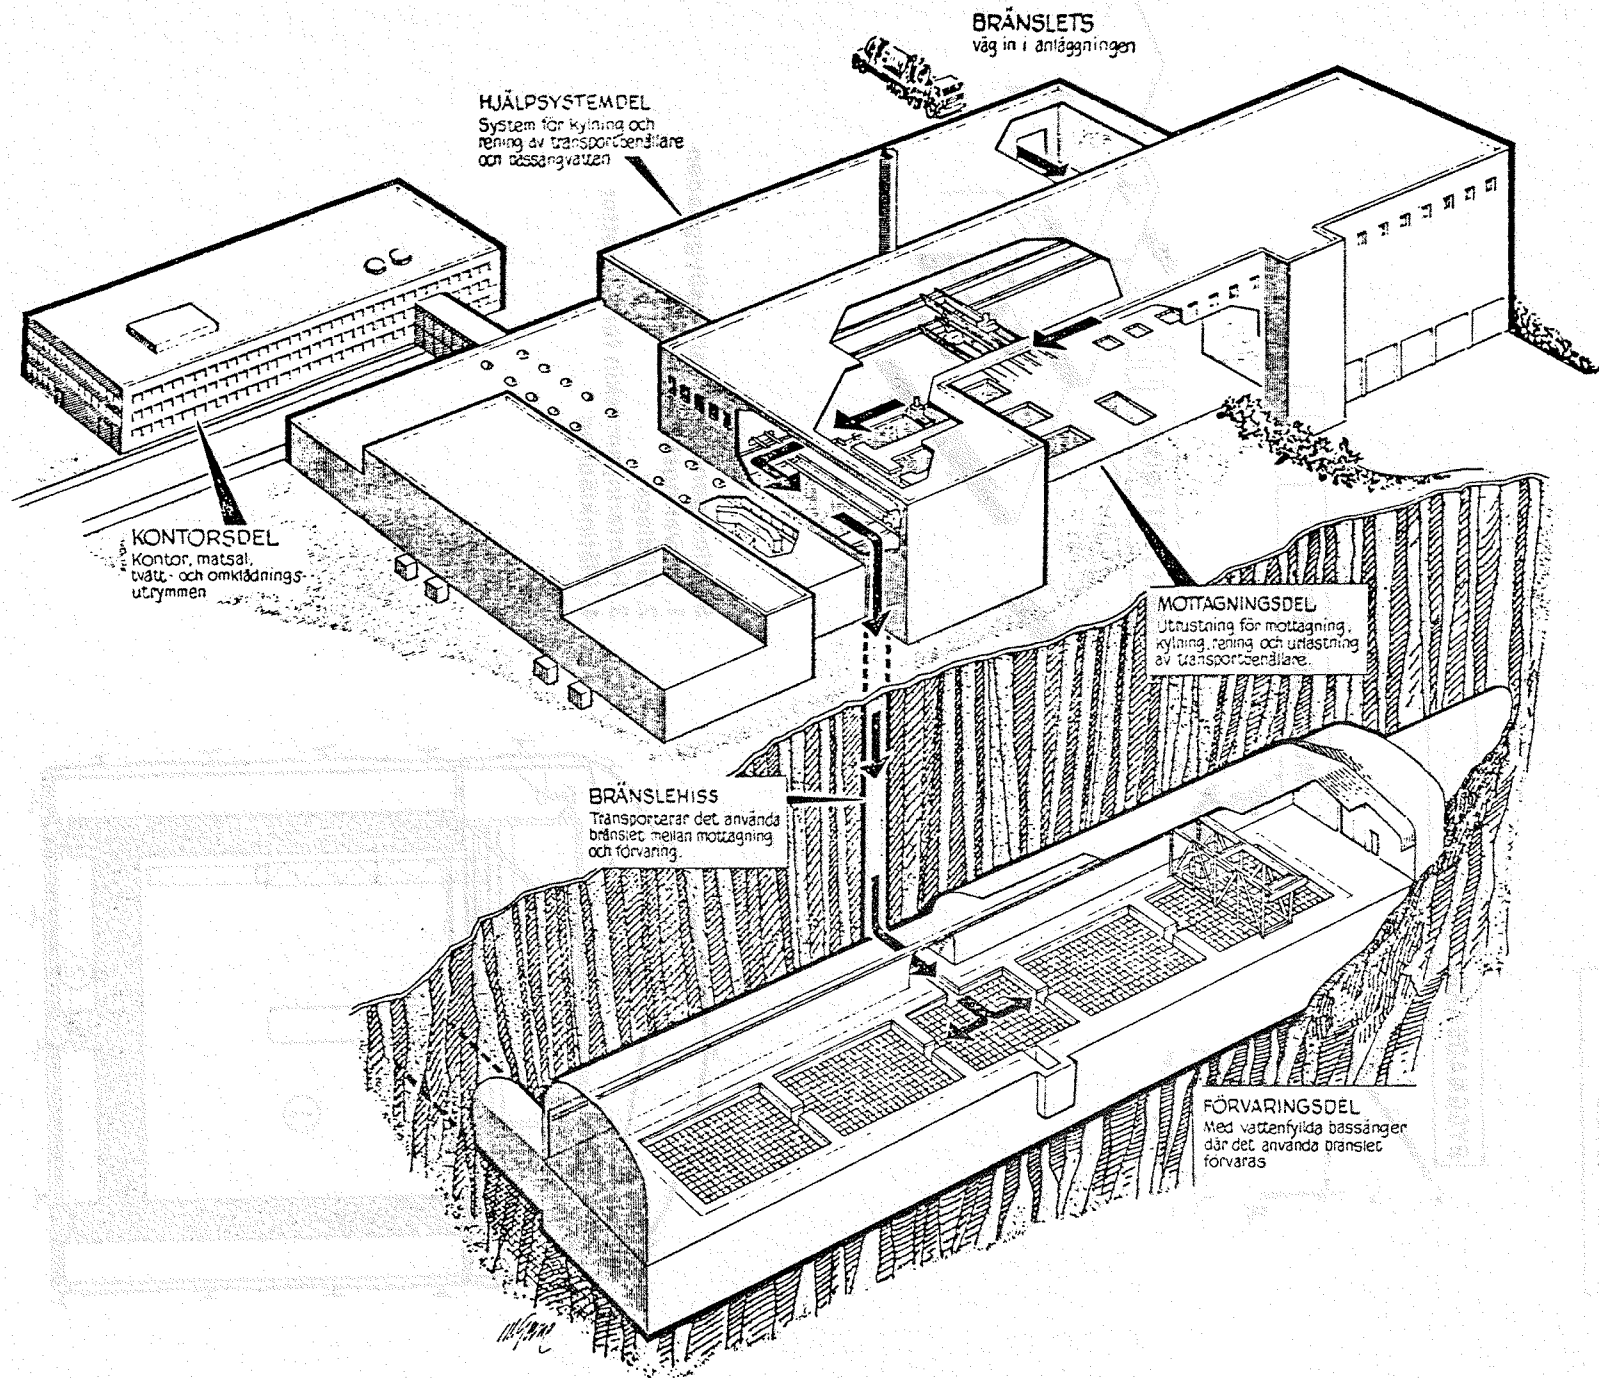 BRÄNSLETS
väg in i anläggningen
HJÄLPSYSTEMDEL
System för kylning och
rening av transportbehållare
och bassängvatten
KONTORSDEL
Kontor, matsal,
tvätt- och omklädnings-
utrymmen
MOTTAGNINGSDEL
Utrustning för mottagning,
kylning, rening och urlastning
av transportbehållare.
BRÄNSLEHISS
Transporterar det använda
bränslet mellan mottagning
och förvaring.
FÖRVARINGSDEL
Med vattenfyllda bassänger
där det använda bränslet
förvaras